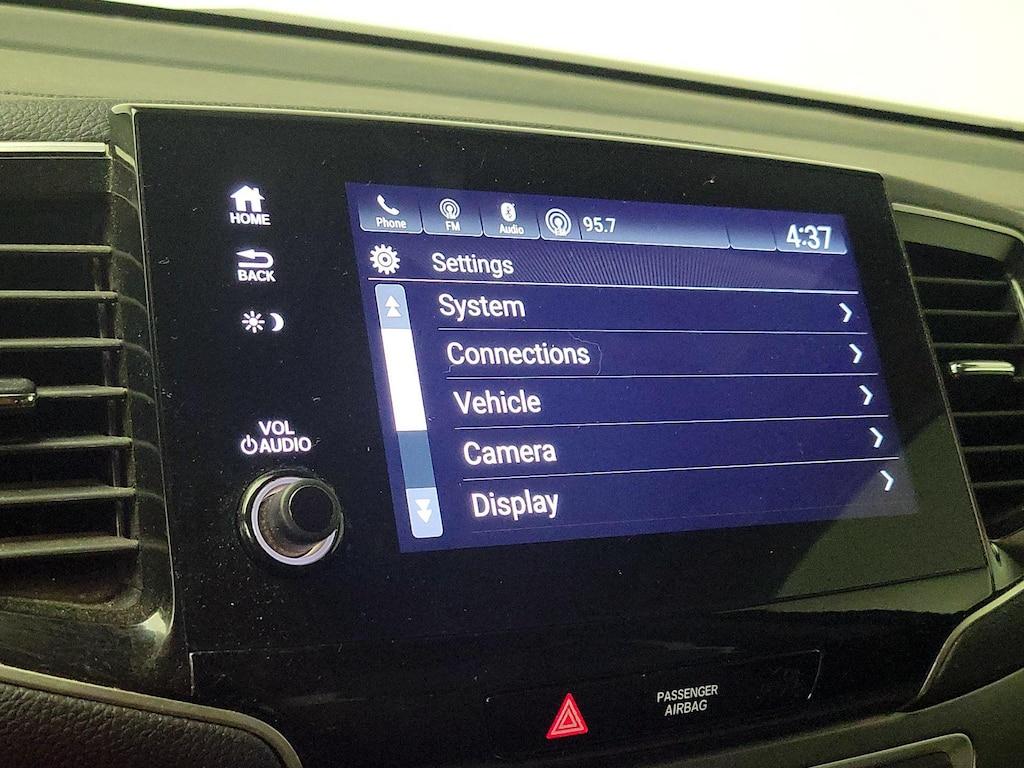 HOME
BACK
VOL
AUDIO
Phone
FM
Audio
95.7
4:37
Settings
System
Connections
Vehicle
Camera
Display
PASSENGER
AIRBAG